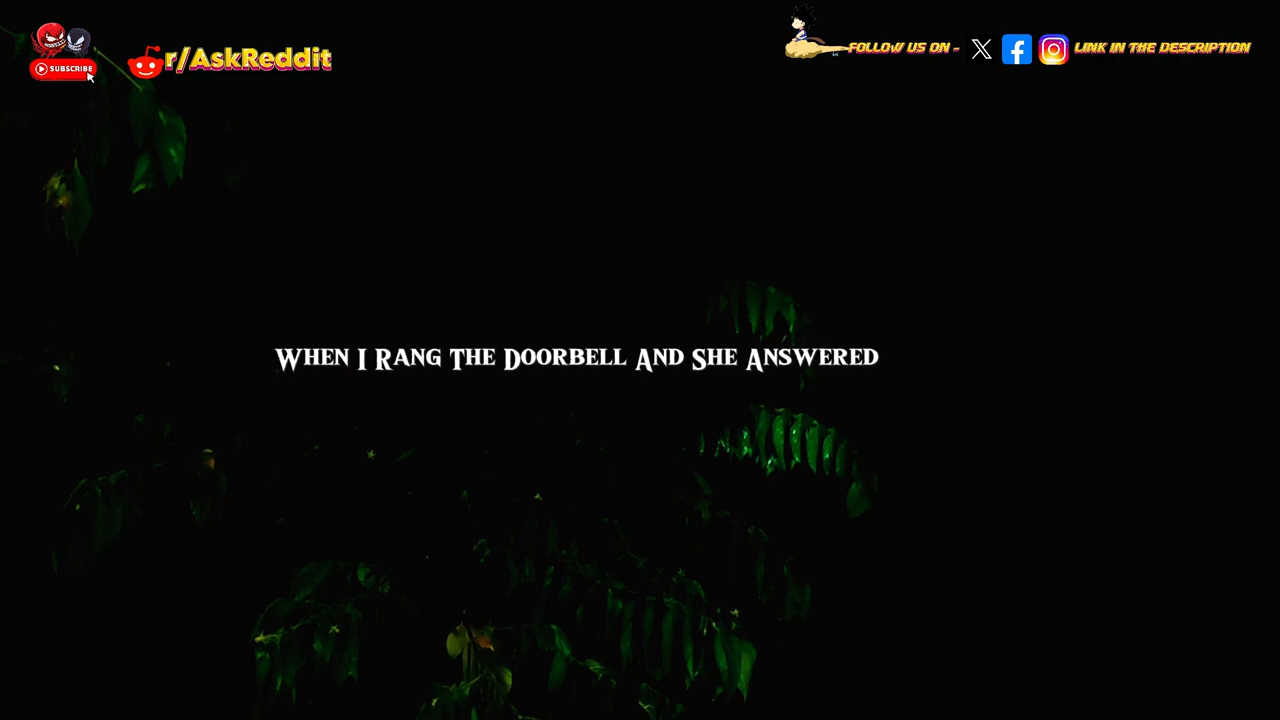 SUBSCRIBE
r/AskReddit
FOLLOW US ON -
LINK IN THE DESCRIPTION
When I Rang The Doorbell And She Answered